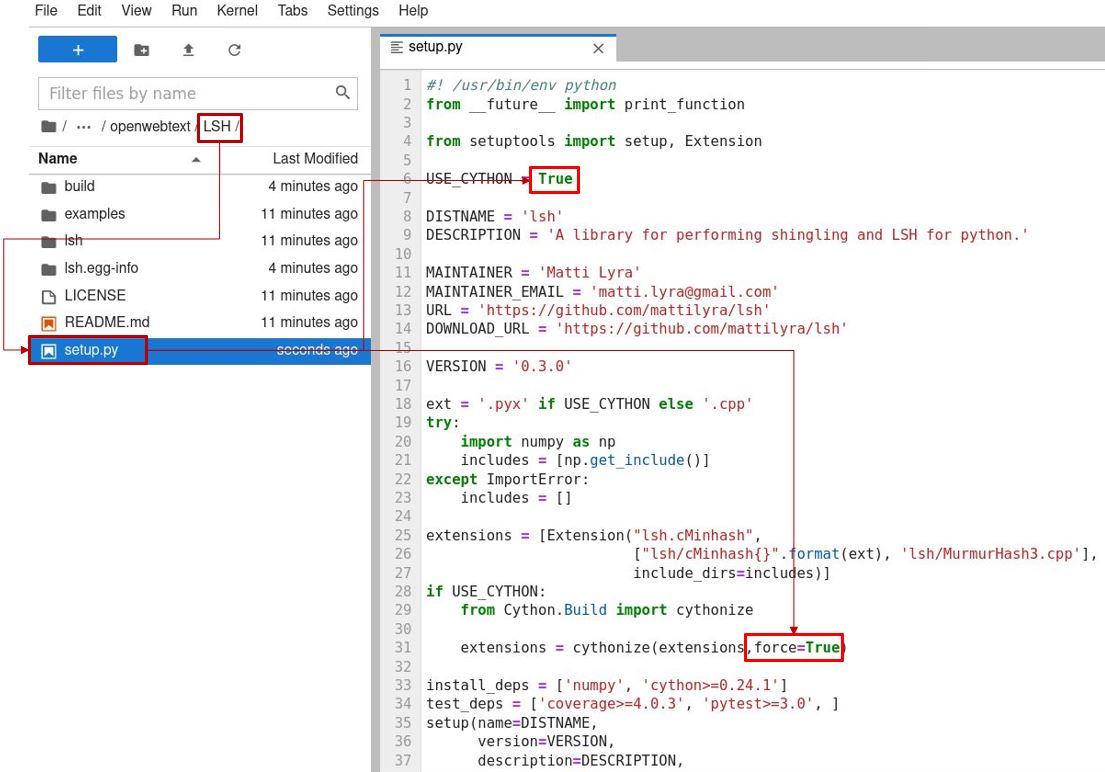 File Edit View Run Kernel Tabs Settings Help
+
Filter files by name
/ ... / openwebtext / LSH /
Name Last Modified
build 4 minutes ago
examples 11 minutes ago
lsh 11 minutes ago
lsh.egg-info 4 minutes ago
LICENSE 11 minutes ago
README.md 11 minutes ago
setup.py seconds ago
setup.py
1 #! /usr/bin/env python
2 from __future__ import print_function
3
4 from setuptools import setup, Extension
5
6 USE_CYTHON = True
7
8 DISTNAME = 'lsh'
9 DESCRIPTION = 'A library for performing shingling and LSH for python.'
10
11 MAINTAINER = 'Matti Lyra'
12 MAINTAINER_EMAIL = 'matti.lyra@gmail.com'
13 URL = 'https://github.com/mattilyra/lsh'
14 DOWNLOAD_URL = 'https://github.com/mattilyra/lsh'
15
16 VERSION = '0.3.0'
17
18 ext = '.pyx' if USE_CYTHON else '.cpp'
19 try:
20     import numpy as np
21     includes = [np.get_include()]
22 except ImportError:
23     includes = []
24
25 extensions = [Extension("lsh.cMinhash",
26                         ["lsh/cMinhash{}".format(ext), 'lsh/MurmurHash3.cpp'],
27                         include_dirs=includes)]
28 if USE_CYTHON:
29     from Cython.Build import cythonize
30
31     extensions = cythonize(extensions,force=True)
32
33 install_deps = ['numpy', 'cython>=0.24.1']
34 test_deps = ['coverage>=4.0.3', 'pytest>=3.0', ]
35 setup(name=DISTNAME,
36       version=VERSION,
37       description=DESCRIPTION,